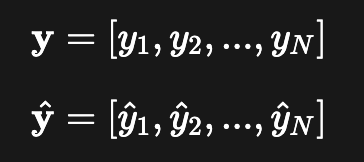 𝐲 = [y₁, y₂, ..., y_N]
𝐲̂ = [ŷ₁, ŷ₂, ..., ŷ_N]